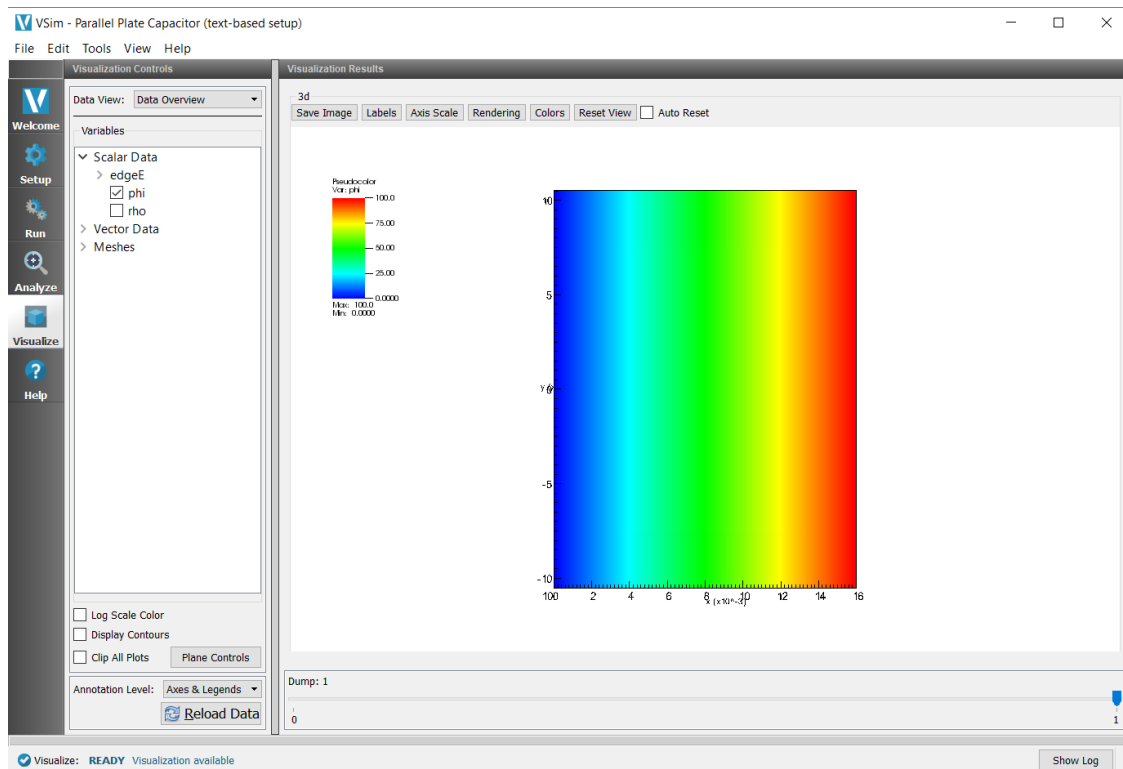 VSim - Parallel Plate Capacitor (text-based setup)
File Edit Tools View Help
Visualization Controls
Visualization Results
Welcome
Setup
Run
Analyze
Visualize
Help
Data View: Data Overview
Variables
Scalar Data
edgeE
phi
rho
Vector Data
Meshes
Log Scale Color
Display Contours
Clip All Plots Plane Controls
Annotation Level: Axes & Legends
Reload Data
3d
Save Image Labels Axis Scale Rendering Colors Reset View Auto Reset
Pseudocolor
Var: phi
100.0
75.00
50.00
25.00
0.0000
Max: 100.0
Min: 0.0000
10
5
0
-5
-10
2 4 6 8 10 12 14 16
x (x10^-3)
Dump: 1
0 1
Visualize: READY Visualization available
Show Log